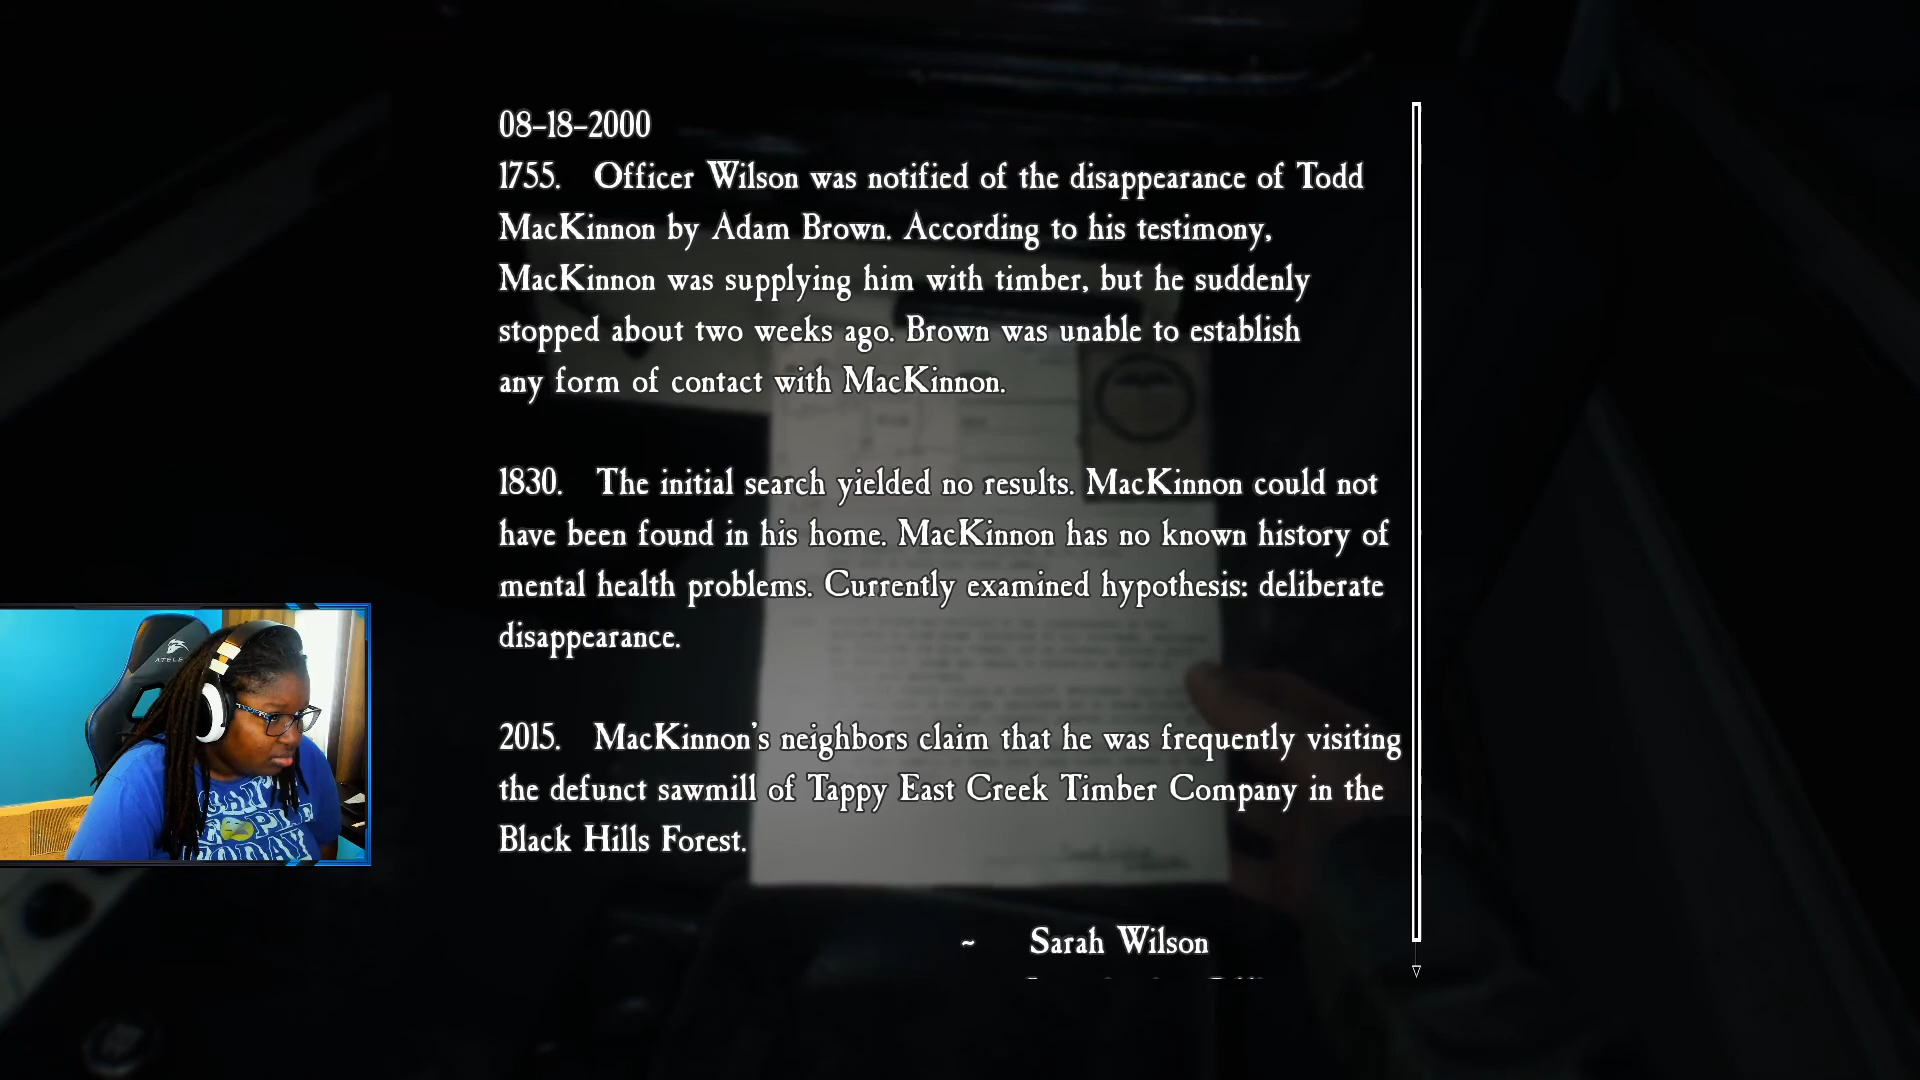 08-18-2000
1755. Officer Wilson was notified of the disappearance of Todd
MacKinnon by Adam Brown. According to his testimony,
MacKinnon was supplying him with timber, but he suddenly
stopped about two weeks ago. Brown was unable to establish
any form of contact with MacKinnon.
1830. The initial search yielded no results. MacKinnon could not
have been found in his home. MacKinnon has no known history of
mental health problems. Currently examined hypothesis: deliberate
disappearance.
2015. MacKinnon's neighbors claim that he was frequently visiting
the defunct sawmill of Tappy East Creek Timber Company in the
Black Hills Forest.
~ Sarah Wilson
ATELE
TODAY